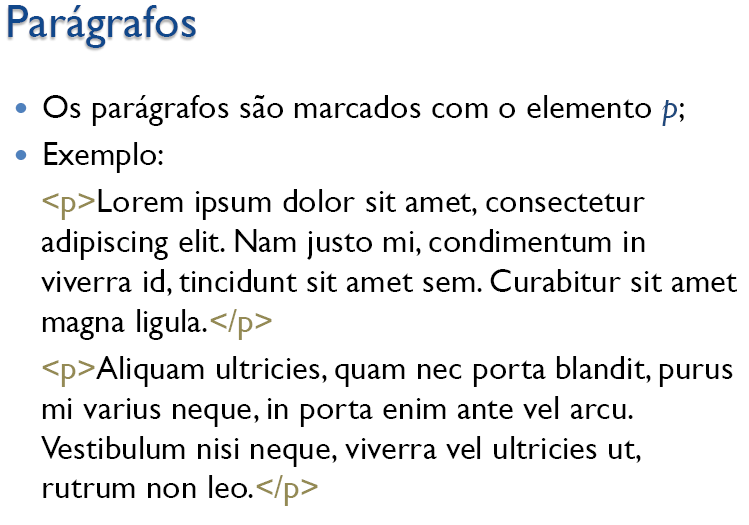 Parágrafos
• Os parágrafos são marcados com o elemento p;
• Exemplo:
<p>Lorem ipsum dolor sit amet, consectetur
adipiscing elit. Nam justo mi, condimentum in
viverra id, tincidunt sit amet sem. Curabitur sit amet
magna ligula.</p>
<p>Aliquam ultricies, quam nec porta blandit, purus
mi varius neque, in porta enim ante vel arcu.
Vestibulum nisi neque, viverra vel ultricies ut,
rutrum non leo.</p>